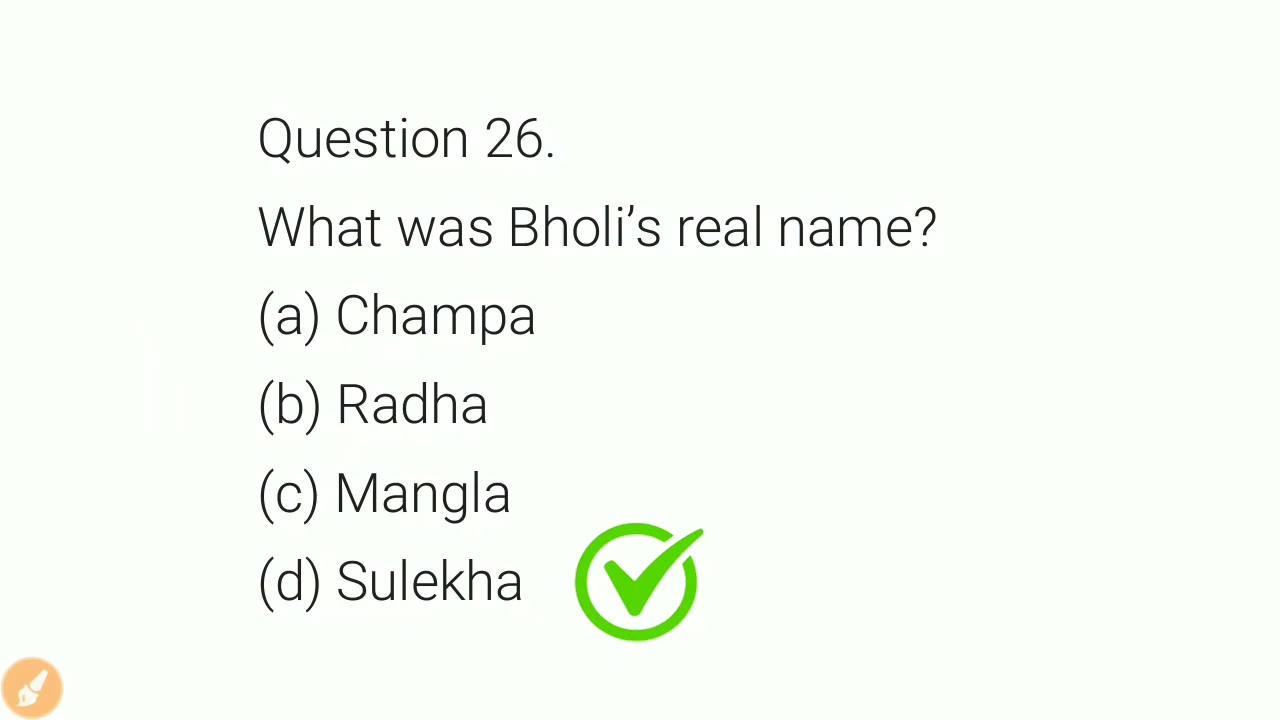 Question 26.
What was Bholi’s real name?
(a) Champa
(b) Radha
(c) Mangla
(d) Sulekha